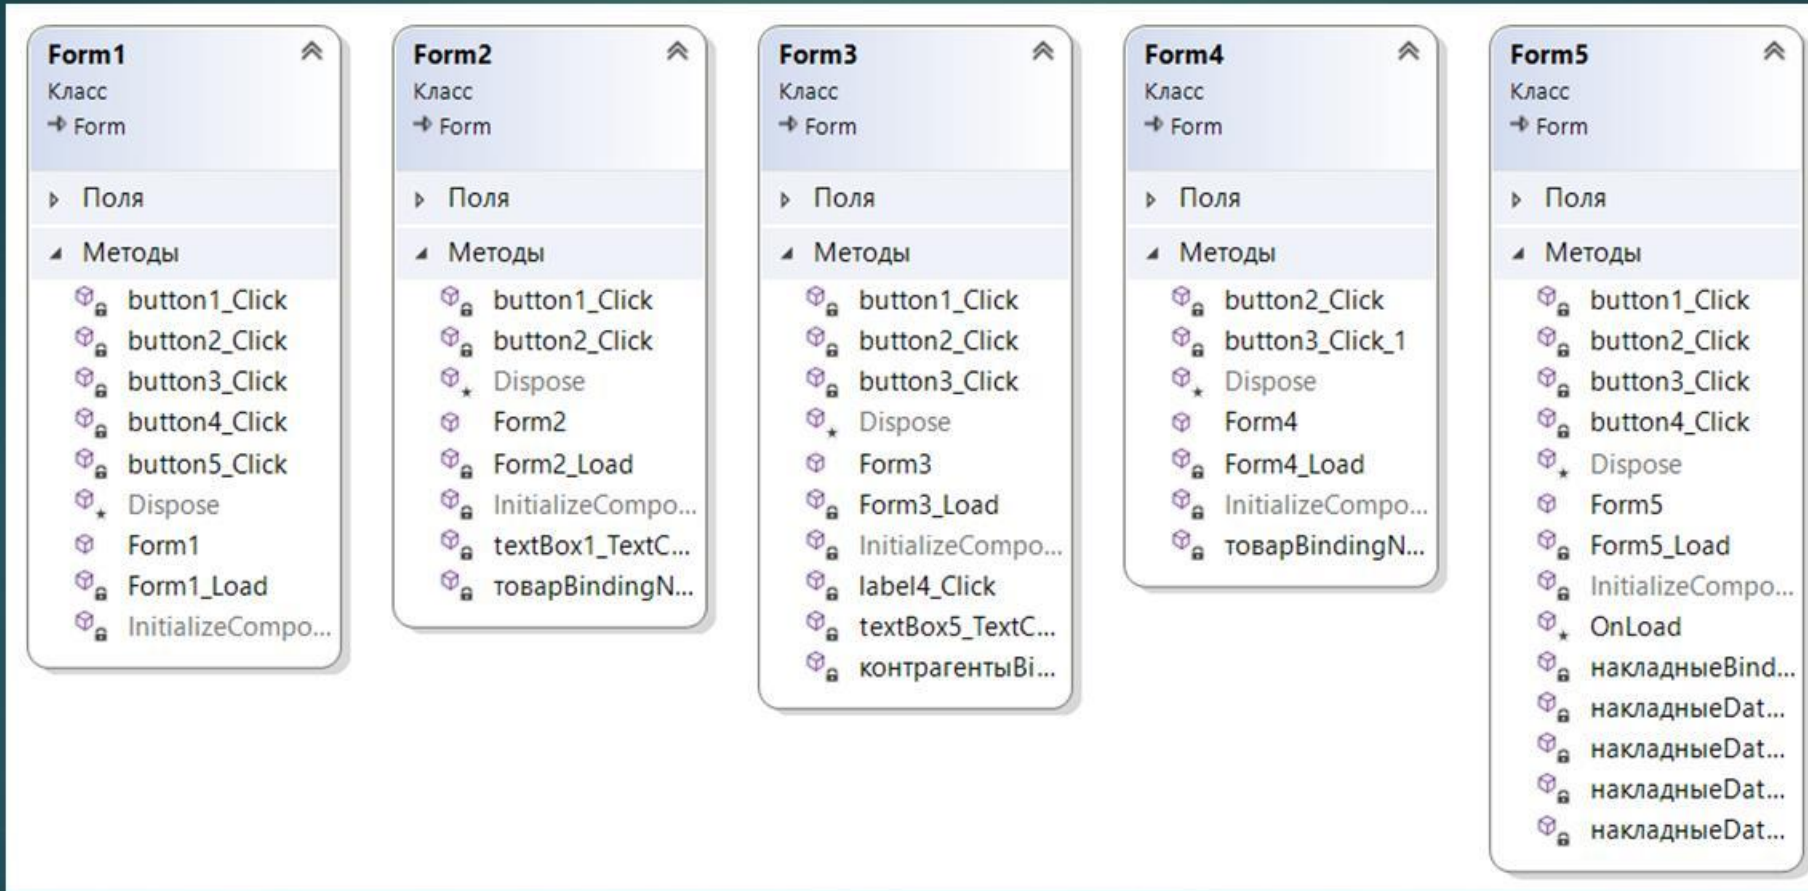 Form1
Класс
Form
Поля
Методы
button1_Click
button2_Click
button3_Click
button4_Click
button5_Click
Dispose
Form1
Form1_Load
InitializeCompo...
Form2
Класс
Form
Поля
Методы
button1_Click
button2_Click
Dispose
Form2
Form2_Load
InitializeCompo...
textBox1_TextC...
товарBindingN...
Form3
Класс
Form
Поля
Методы
button1_Click
button2_Click
button3_Click
Dispose
Form3
Form3_Load
InitializeCompo...
label4_Click
textBox5_TextC...
контрагентыBi...
Form4
Класс
Form
Поля
Методы
button2_Click
button3_Click_1
Dispose
Form4
Form4_Load
InitializeCompo...
товарBindingN...
Form5
Класс
Form
Поля
Методы
button1_Click
button2_Click
button3_Click
button4_Click
Dispose
Form5
Form5_Load
InitializeCompo...
OnLoad
накладныеBind...
накладныеDat...
накладныеDat...
накладныеDat...
накладныеDat...